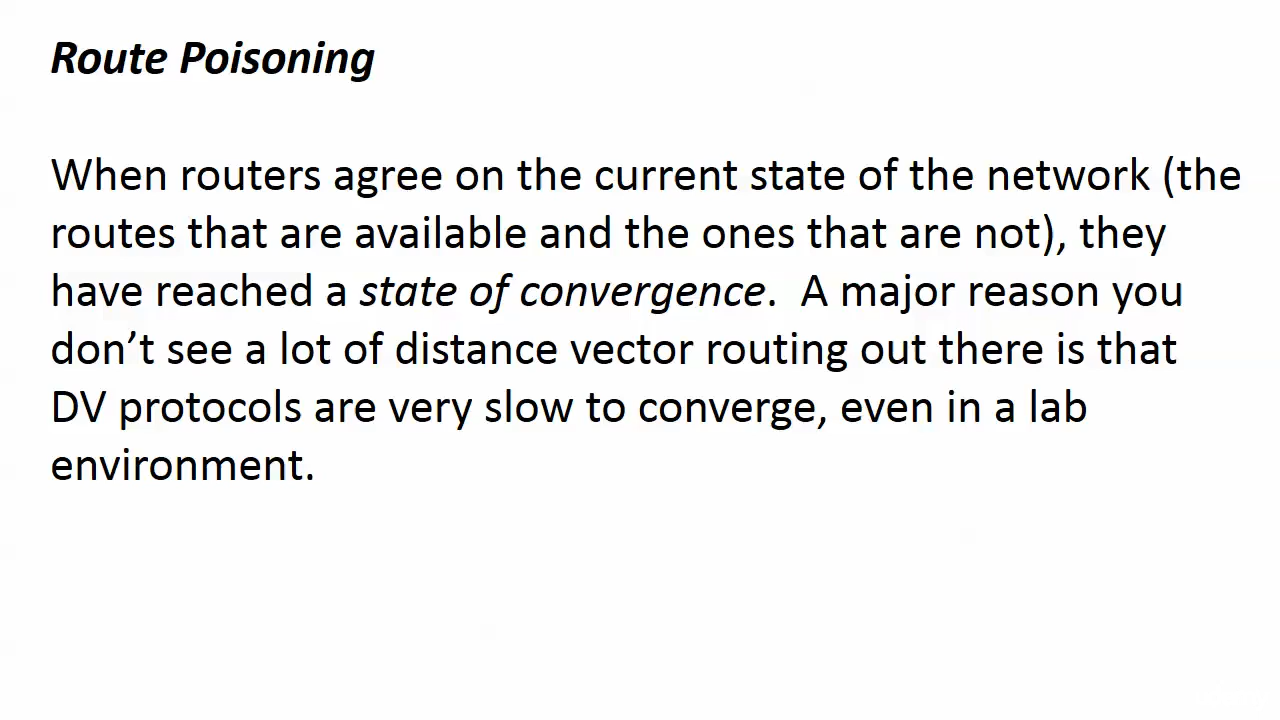 Route Poisoning
When routers agree on the current state of the network (the
routes that are available and the ones that are not), they
have reached a state of convergence.  A major reason you
don’t see a lot of distance vector routing out there is that
DV protocols are very slow to converge, even in a lab
environment.